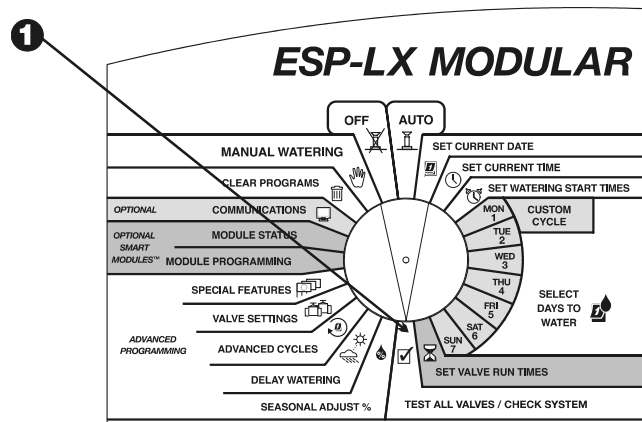 1
ESP-LX MODULAR
OFF
AUTO
MANUAL WATERING
SET CURRENT DATE
CLEAR PROGRAMS
SET CURRENT TIME
SET WATERING START TIMES
OPTIONAL
COMMUNICATIONS
MON
1
CUSTOM
CYCLE
OPTIONAL
SMART
MODULES™
MODULE STATUS
MODULE PROGRAMMING
TUE
2
WED
3
THU
4
FRI
5
SAT
6
SUN
7
SELECT
DAYS TO
WATER
SPECIAL FEATURES
VALVE SETTINGS
ADVANCED
PROGRAMMING
ADVANCED CYCLES
DELAY WATERING
SET VALVE RUN TIMES
SEASONAL ADJUST %
TEST ALL VALVES / CHECK SYSTEM